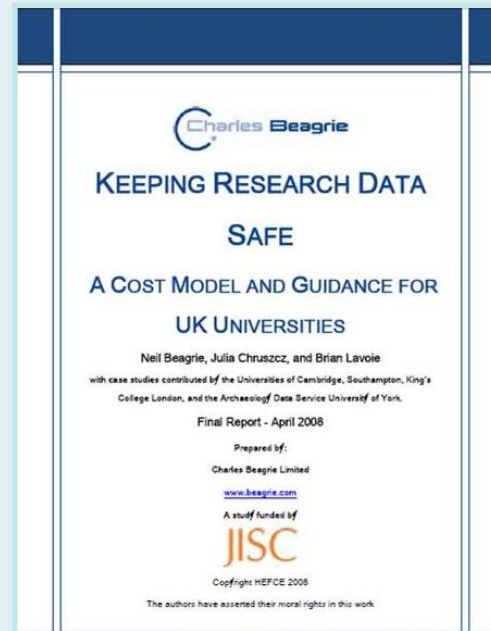 Charles Beagrie
KEEPING RESEARCH DATA
SAFE
A COST MODEL AND GUIDANCE FOR
UK UNIVERSITIES
Neil Beagrie, Julia Chruszcz, and Brian Lavoie
with case studies contributed by the Universities of Cambridge, Southampton, King's
College London, and the Archaeology Data Service University of York.
Final Report - April 2008
Prepared by:
Charles Beagrie Limited
www.beagrie.com
A study funded by
JISC
Copyright HEFCE 2008
The authors have asserted their moral rights in this work